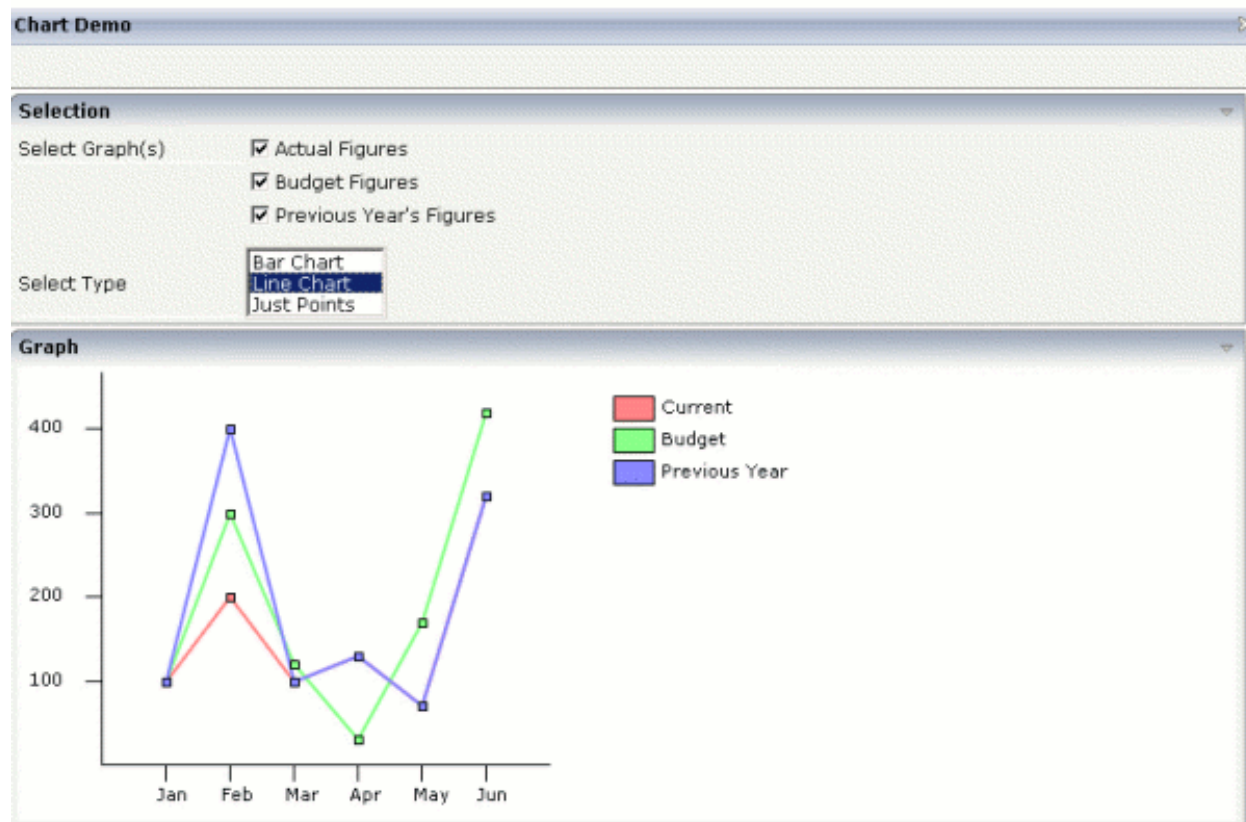 Chart Demo
Selection
Select Graph(s)
Actual Figures
Budget Figures
Previous Year's Figures
Select Type
Bar Chart
Line Chart
Just Points
Graph
400
300
200
100
Jan Feb Mar Apr May Jun
Current
Budget
Previous Year